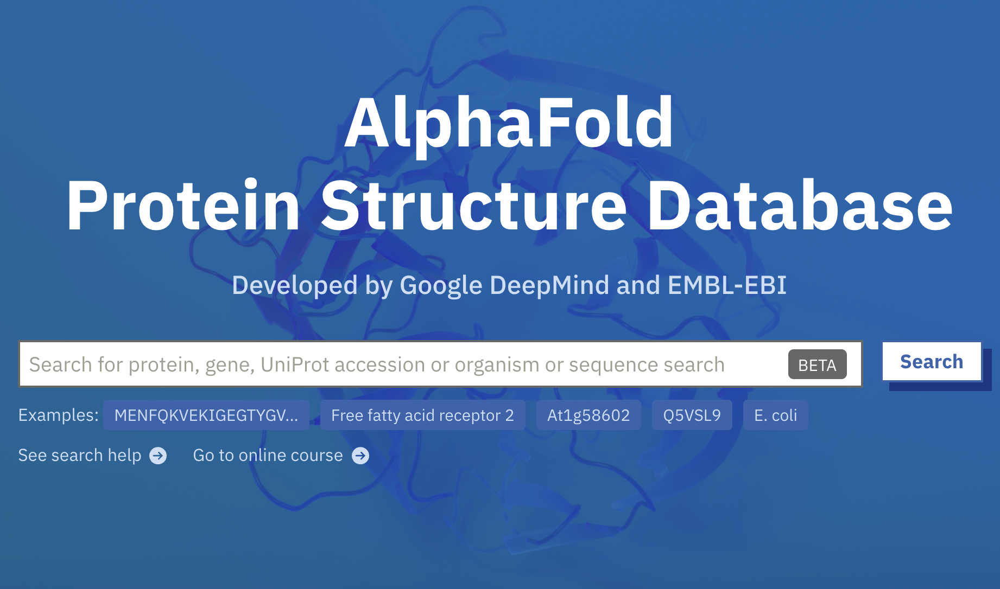 AlphaFold
Protein Structure Database
Developed by Google DeepMind and EMBL-EBI
Search for protein, gene, UniProt accession or organism or sequence search BETA Search
Examples: MENFQKVEKIGEGTYGV... Free fatty acid receptor 2 At1g58602 Q5VSL9 E. coli
See search help Go to online course